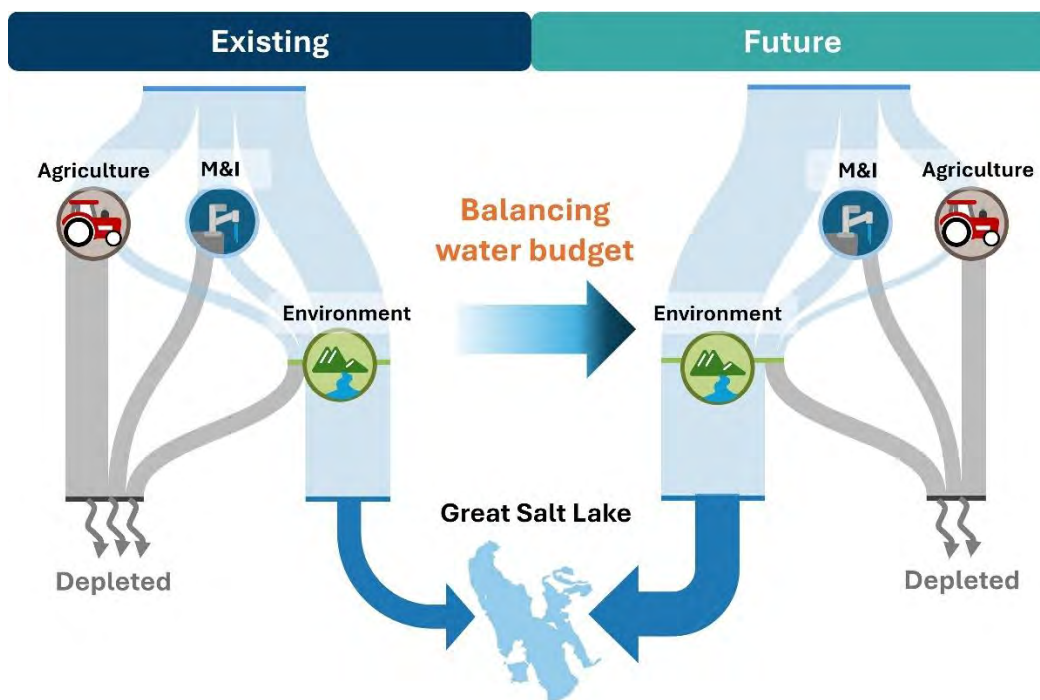 Existing
Future
Agriculture
M&I
Environment
Depleted
Balancing
water budget
Great Salt Lake
M&I
Agriculture
Environment
Depleted